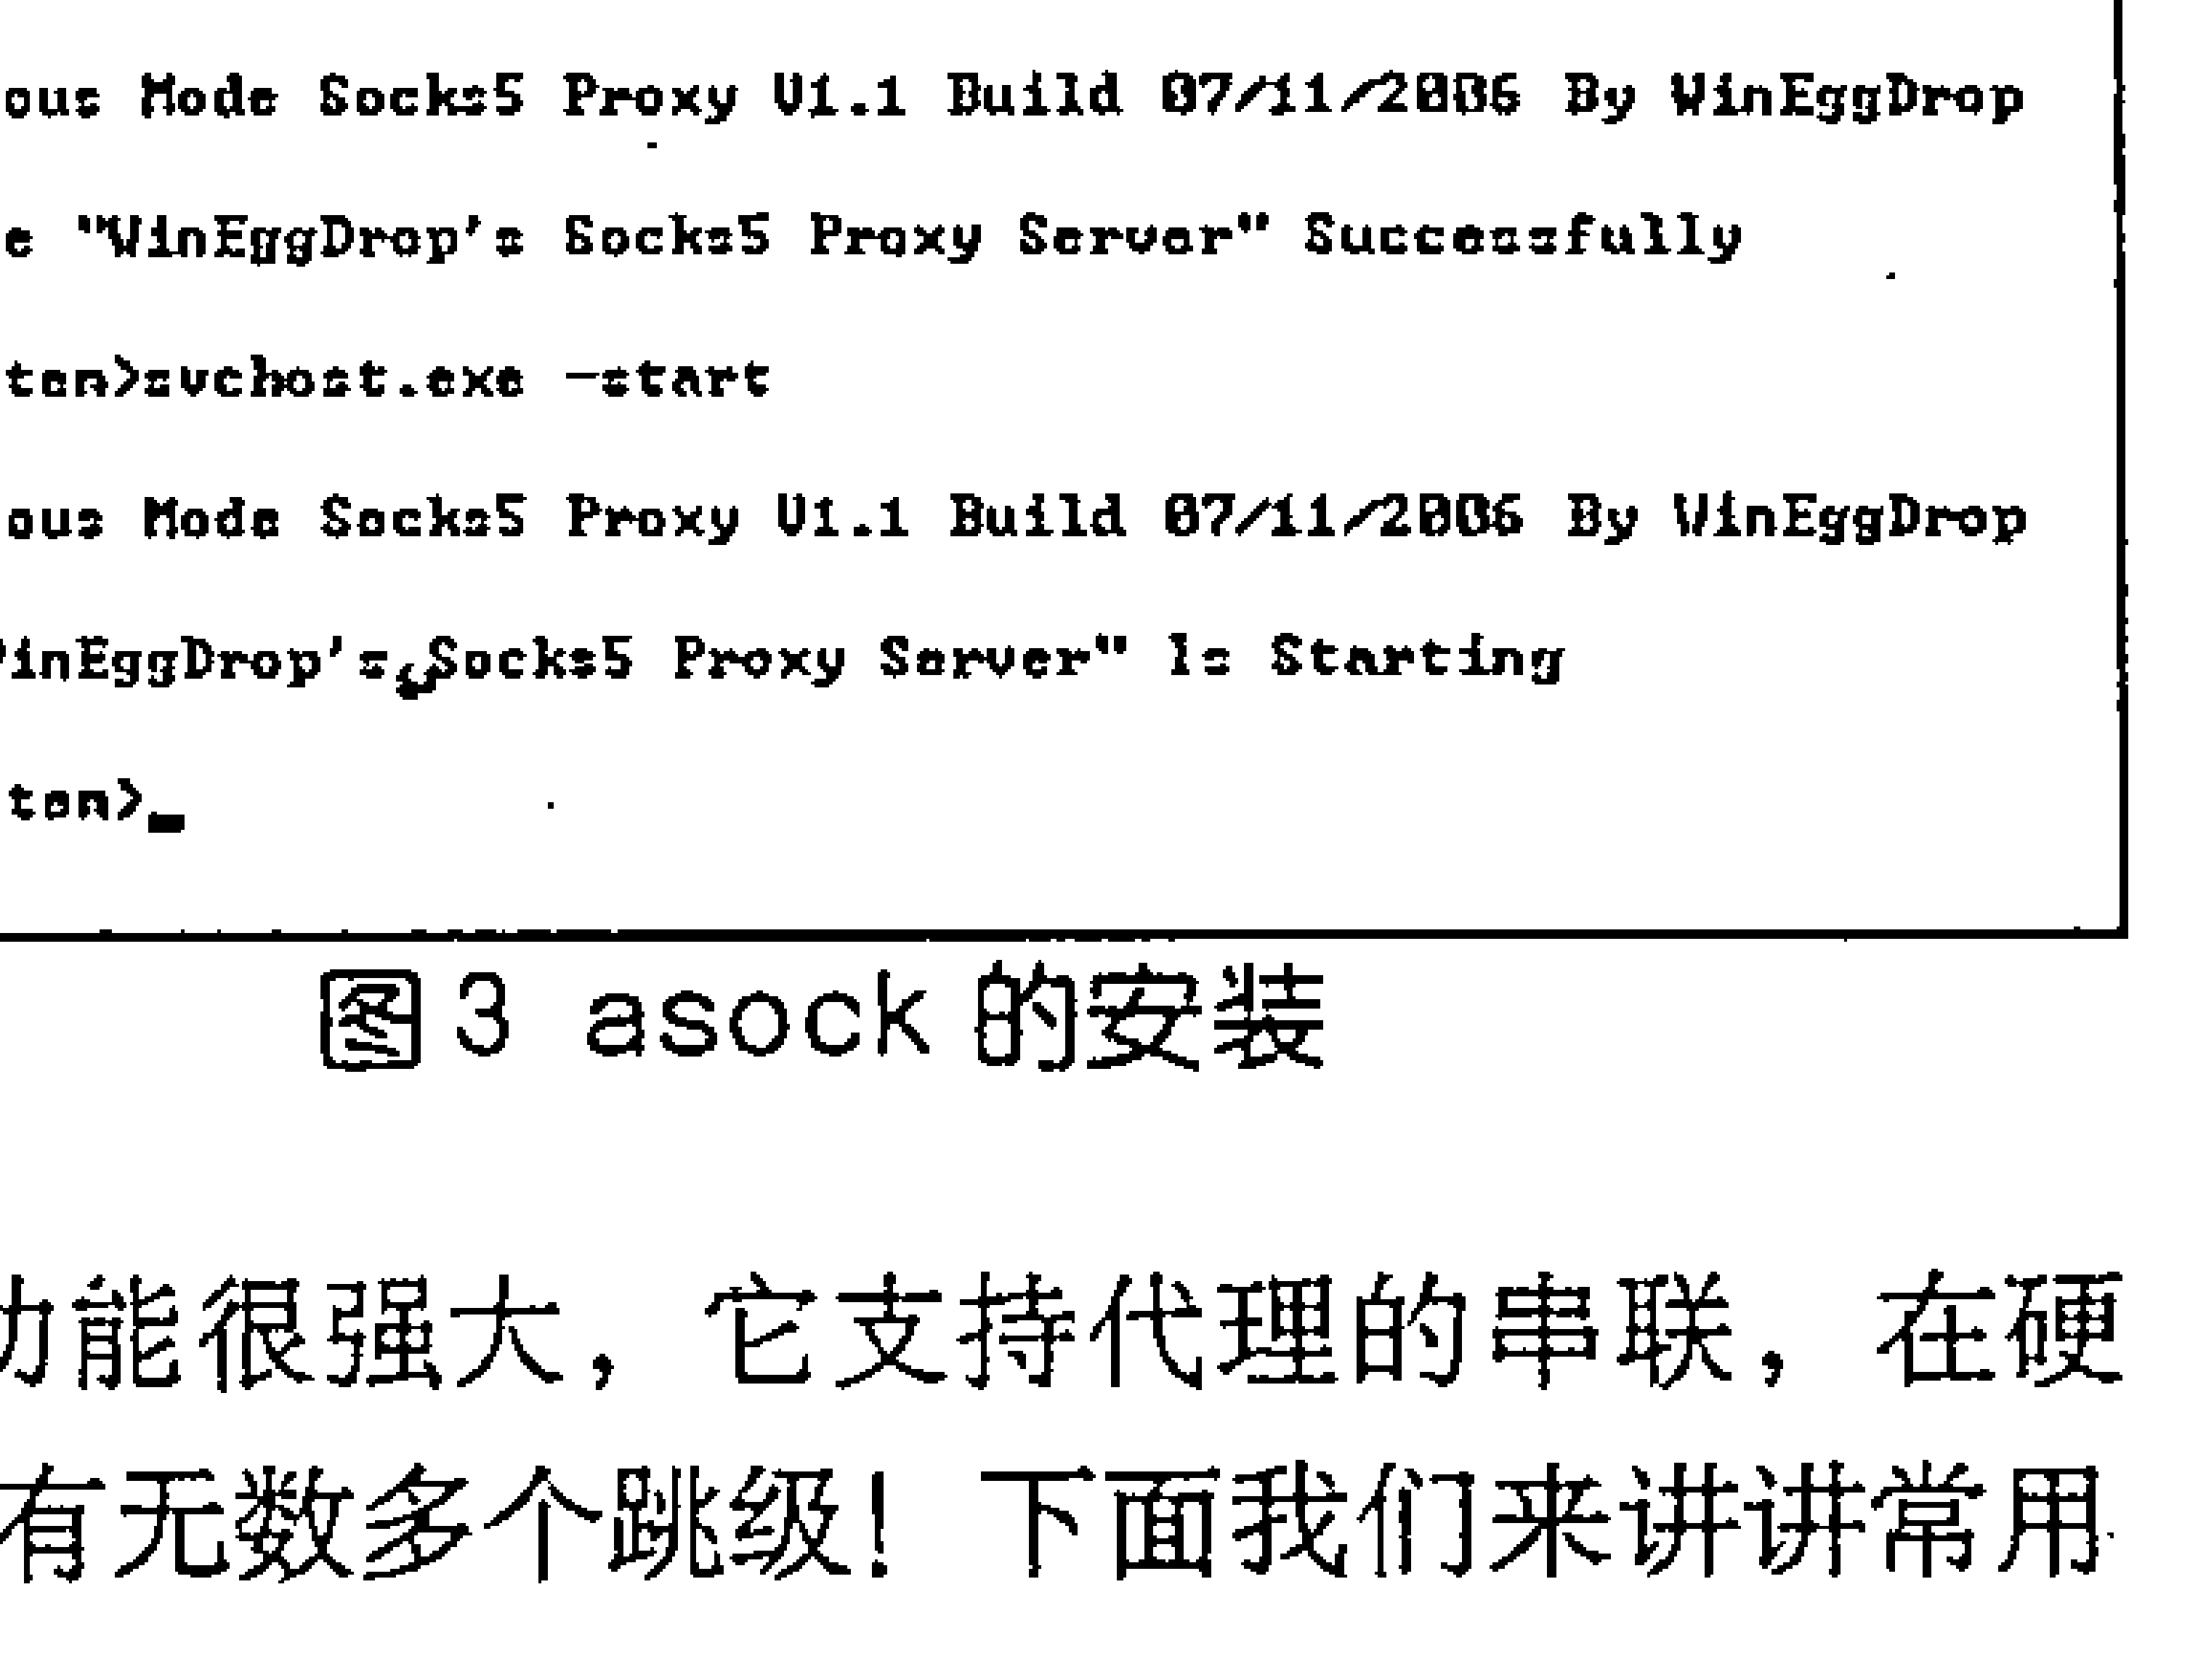 ous Mode Socks5 Proxy V1.1 Build 07/11/2006 By WinEggDrop
e "WinEggDrop's Socks5 Proxy Server" Successfully
tem>svchost.exe -start
ous Mode Socks5 Proxy V1.1 Build 07/11/2006 By WinEggDrop
WinEggDrop's Socks5 Proxy Server" Is Starting
tem>_
图3 asock的安装
功能很强大，它支持代理的串联，在硬
有无数多个跳级！下面我们来讲讲常用